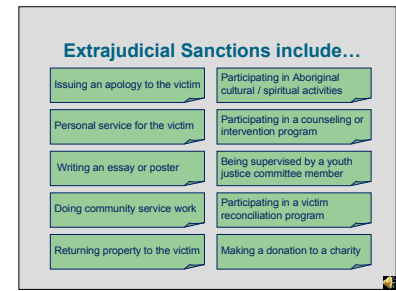 Extrajudicial Sanctions include…
Issuing an apology to the victim
Personal service for the victim
Writing an essay or poster
Doing community service work
Returning property to the victim
Participating in Aboriginal
cultural / spiritual activities
Participating in a counseling or
intervention program
Being supervised by a youth
justice committee member
Participating in a victim
reconciliation program
Making a donation to a charity